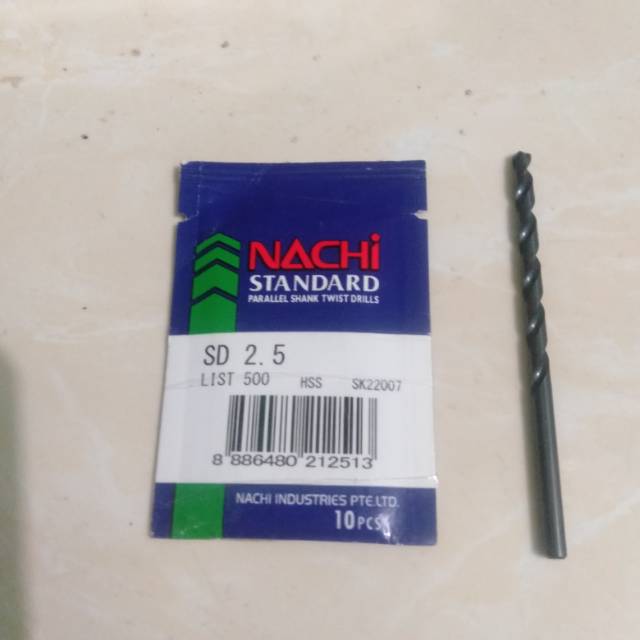 NACHi
STANDARD
PARALLEL SHANK TWIST DRILLS
SD 2.5
LIST 500 HSS SK22007
8 886480 212513
NACHI INDUSTRIES PTE.LTD.
10PCS